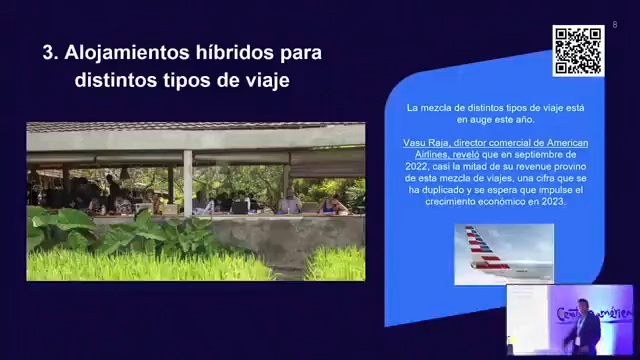 8
3. Alojamientos híbridos para
distintos tipos de viaje
La mezcla de distintos tipos de viaje está
en auge este año.
Vasu Raja, director comercial de American
Airlines, reveló que en septiembre de
2022, casi la mitad de su revenue provino
de esta mezcla de viajes, una cifra que se
ha duplicado y se espera que impulse el
crecimiento económico en 2023.